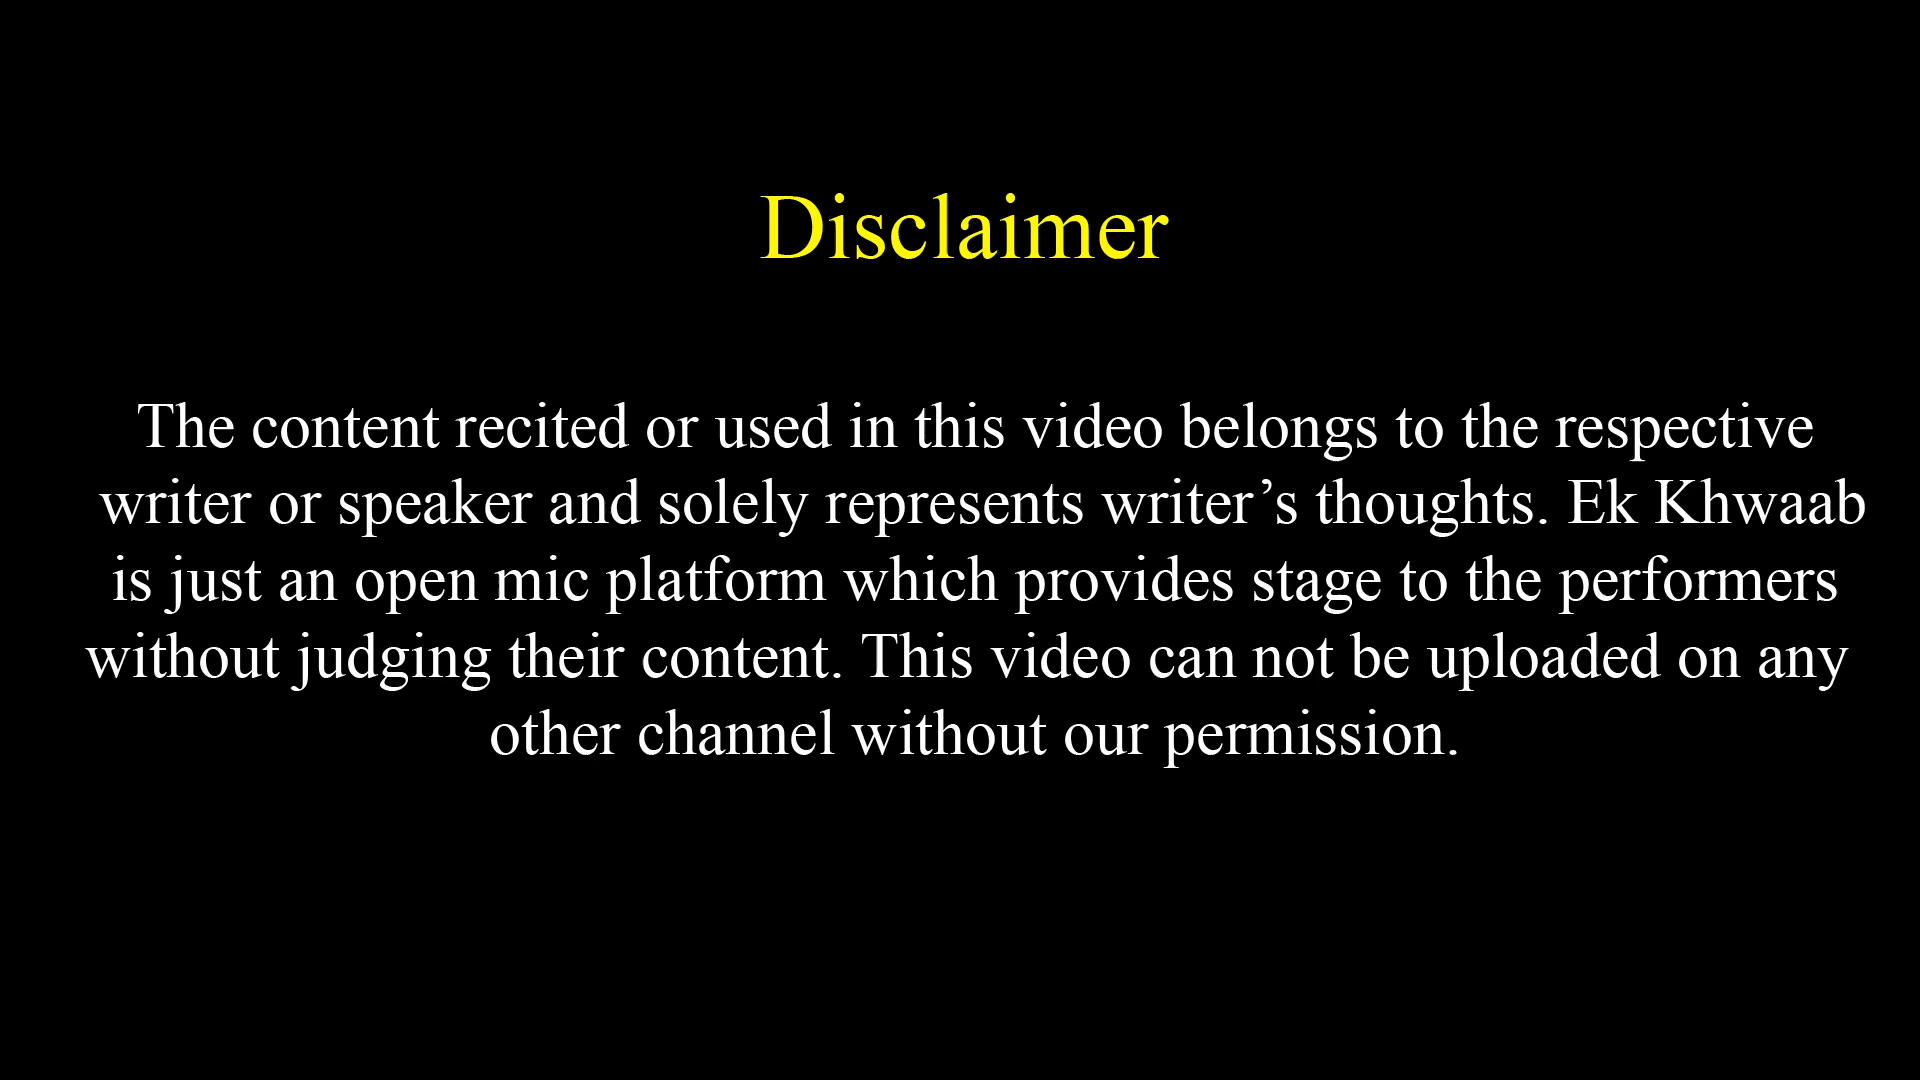 Disclaimer
The content recited or used in this video belongs to the respective
writer or speaker and solely represents writer’s thoughts. Ek Khwaab
is just an open mic platform which provides stage to the performers
without judging their content. This video can not be uploaded on any
other channel without our permission.